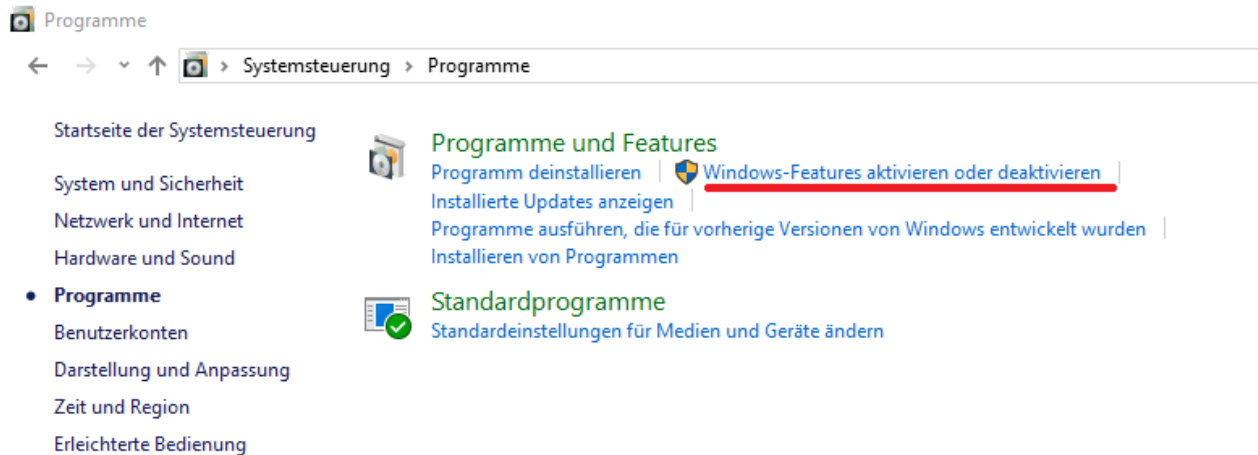 Programme
Systemsteuerung > Programme
Startseite der Systemsteuerung
System und Sicherheit
Netzwerk und Internet
Hardware und Sound
Programme
Benutzerkonten
Darstellung und Anpassung
Zeit und Region
Erleichterte Bedienung
Programme und Features
Programm deinstallieren | Windows-Features aktivieren oder deaktivieren |
Installierte Updates anzeigen |
Programme ausführen, die für vorherige Versionen von Windows entwickelt wurden |
Installieren von Programmen
Standardprogramme
Standardeinstellungen für Medien und Geräte ändern